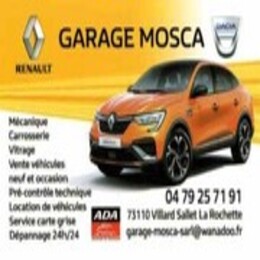 GARAGE MOSCA
DACIA
RENAULT
Mécanique
Carrosserie
Vitrage
Vente véhicules
neuf et occasion
Pré-contrôle technique
Location de véhicules
Service carte grise
Dépannage 24h/24
ADA
04 79 25 71 91
73110 Villard Sallet La Rochette
garage-mosca-sarl@wanadoo.fr